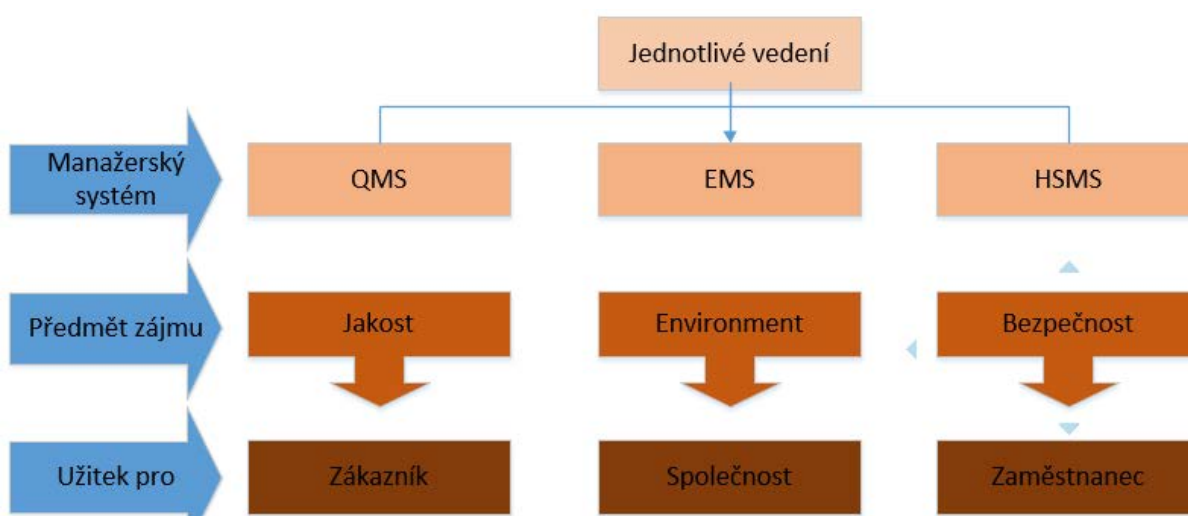 Jednotlivé vedení
Manažerský
systém
QMS
EMS
HSMS
Předmět zájmu
Jakost
Environment
Bezpečnost
Užitek pro
Zákazník
Společnost
Zaměstnanec